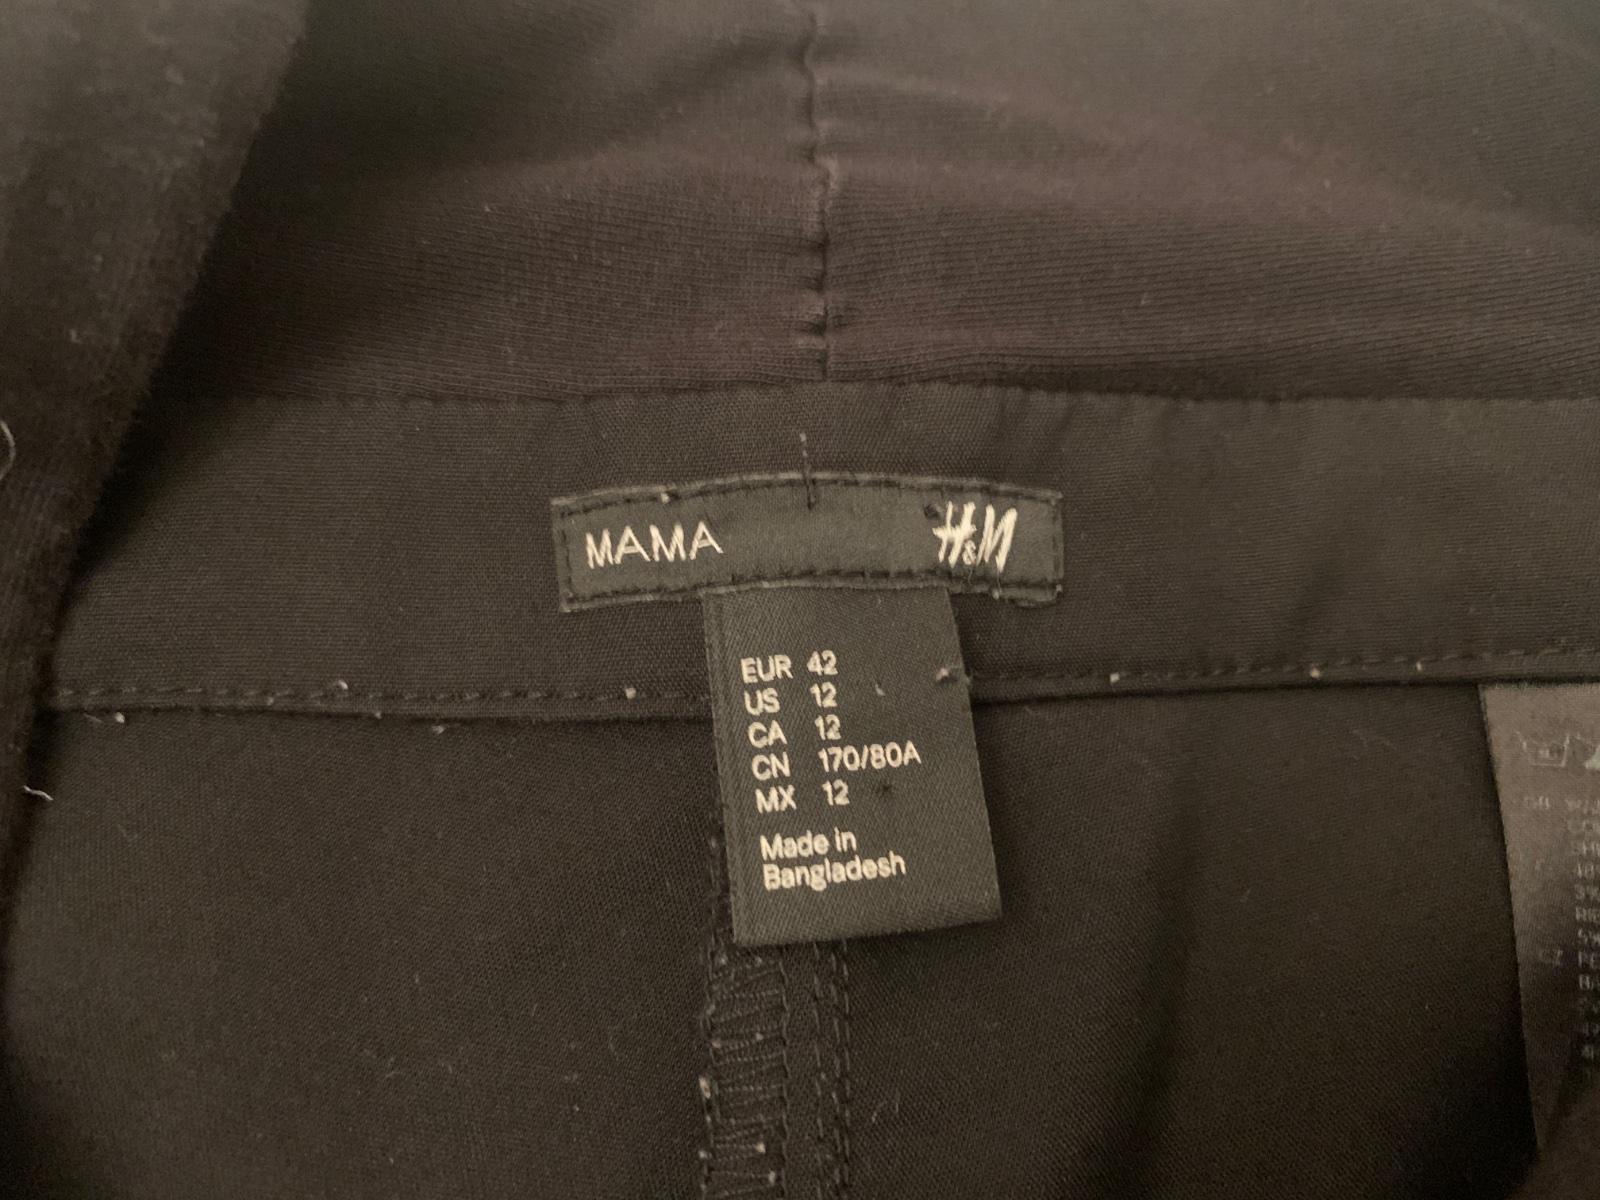 MAMA H&M
EUR 42
US 12
CA 12
CN 170/80A
MX 12
Made in
Bangladesh